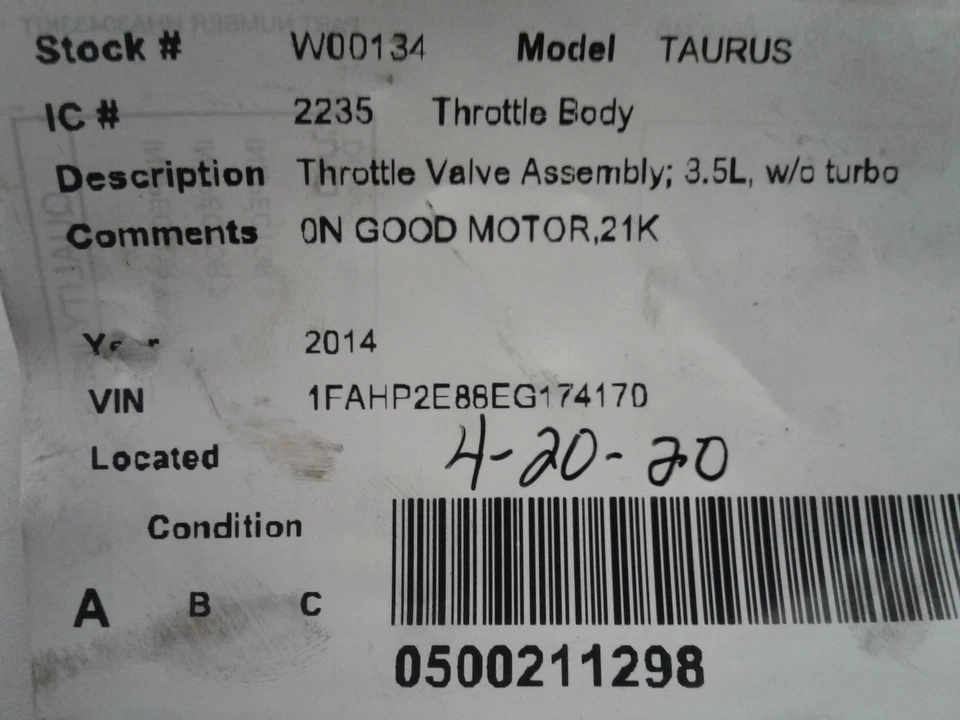 Stock # W00134 Model TAURUS
IC # 2235 Throttle Body
Description Throttle Valve Assembly; 3.5L, w/o turbo
Comments 0N GOOD MOTOR,21K
2014
VIN 1FAHP2E88EG174170
Located
4-20-20
Condition
A B C
0500211298